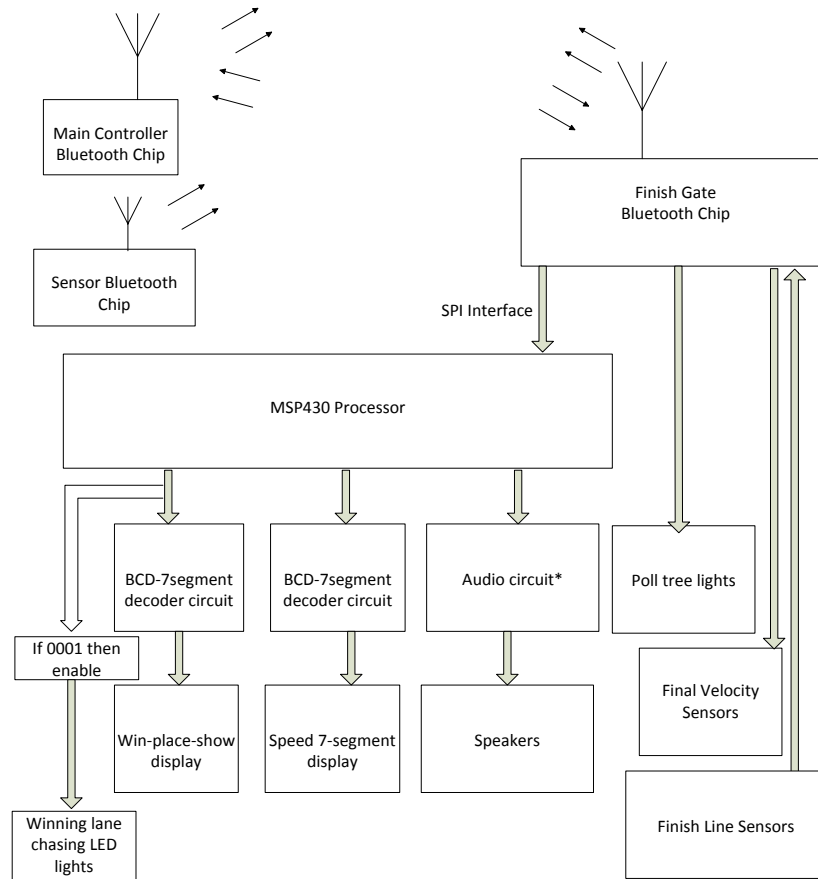 Main Controller
Bluetooth Chip
Finish Gate
Bluetooth Chip
Sensor Bluetooth
Chip
SPI Interface
MSP430 Processor
BCD-7segment
decoder circuit
BCD-7segment
decoder circuit
Audio circuit*
Poll tree lights
If 0001 then
enable
Final Velocity
Sensors
Win-place-show
display
Speed 7-segment
display
Speakers
Finish Line Sensors
Winning lane
chasing LED
lights